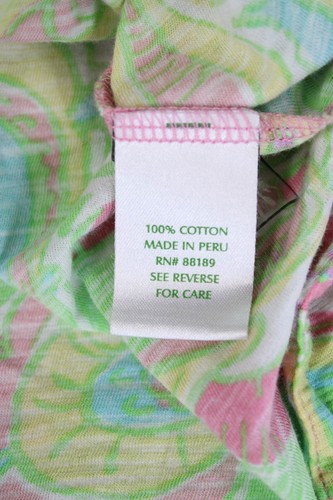 100% COTTON
MADE IN PERU
RN# 88189
SEE REVERSE
FOR CARE